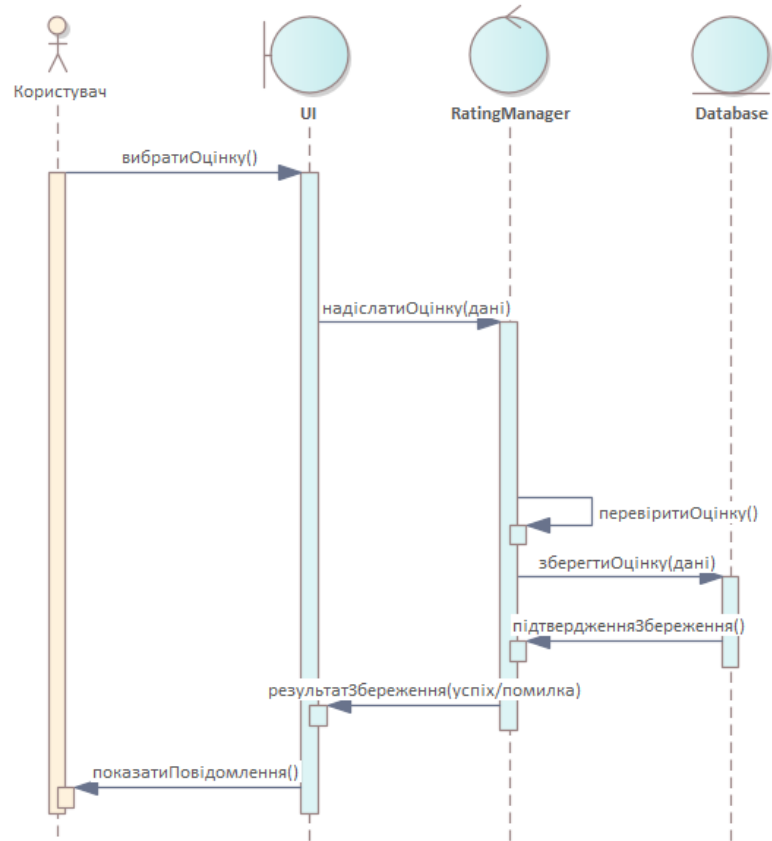 Користувач
UI
RatingManager
Database
вибратиОцінку()
надіслатиОцінку(дані)
перевіритиОцінку()
зберегтиОцінку(дані)
підтвердженняЗбереження()
результатЗбереження(успіх/помилка)
показатиПовідомлення()